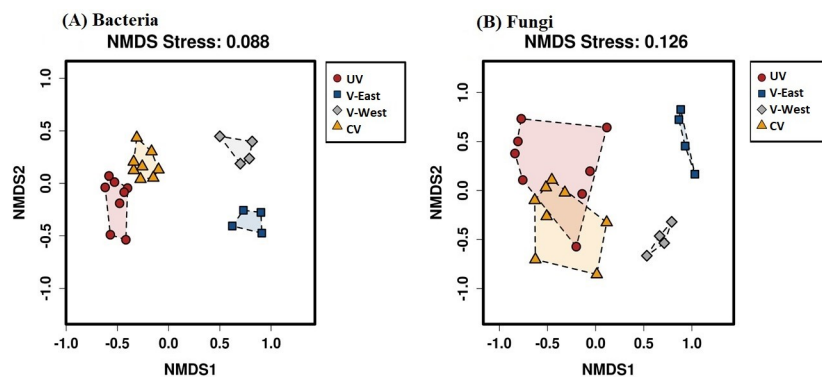 (A) Bacteria
NMDS Stress: 0.088
UV
V-East
V-West
CV
1.0
0.5
0.0
-0.5
-1.0
NMDS2
-1.0 -0.5 0.0 0.5 1.0
NMDS1
(B) Fungi
NMDS Stress: 0.126
UV
V-East
V-West
CV
1.0
0.5
0.0
-0.5
-1.0
NMDS2
-1.0 -0.5 0.0 0.5 1.0
NMDS1